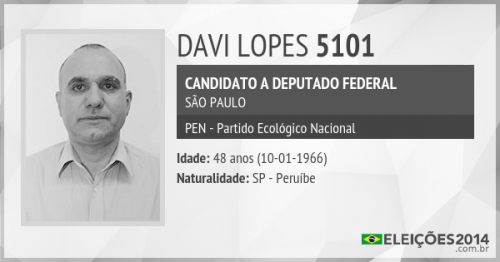 DAVI LOPES 5101
CANDIDATO A DEPUTADO FEDERAL
SÃO PAULO
PEN - Partido Ecológico Nacional
Idade: 48 anos (10-01-1966)
Naturalidade: SP - Peruíbe
ELEIÇÕES2014
.com.br